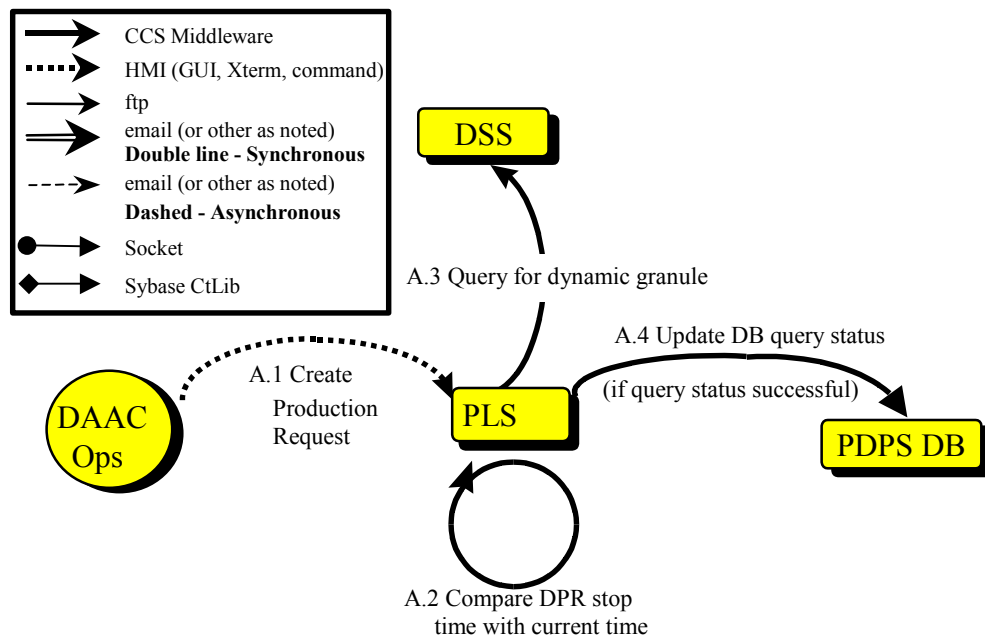 CCS Middleware
HMI (GUI, Xterm, command)
ftp
email (or other as noted)
Double line - Synchronous
email (or other as noted)
Dashed - Asynchronous
Socket
Sybase CtLib
DSS
A.3 Query for dynamic granule
A.4 Update DB query status
(if query status successful)
A.1 Create
Production
Request
DAAC
Ops
PLS
PDPS DB
A.2 Compare DPR stop
time with current time